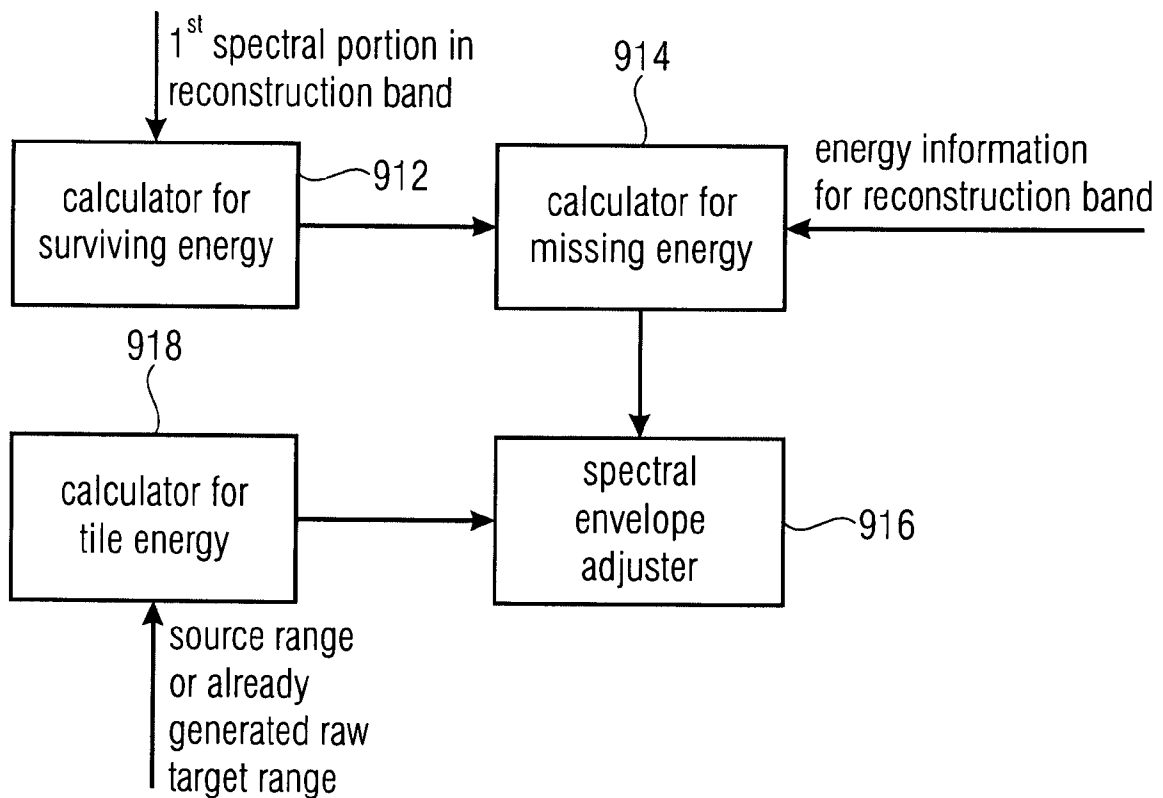 1st spectral portion in
reconstruction band
914
energy information
for reconstruction band
calculator for
surviving energy
912
calculator for
missing energy
918
calculator for
tile energy
spectral
envelope
adjuster
916
source range
or already
generated raw
target range